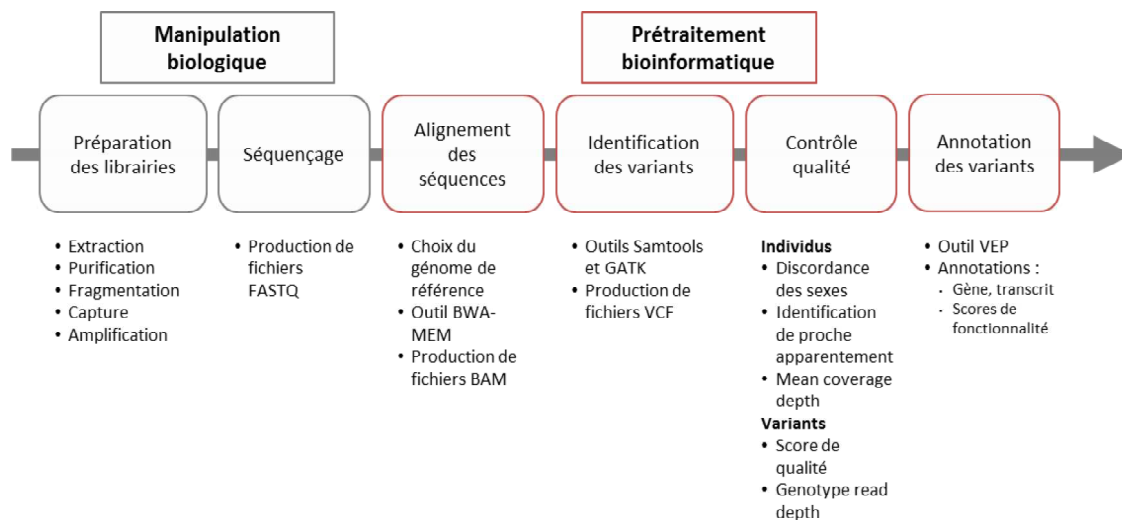 Manipulation
biologique
Prétraitement
bioinformatique
Préparation
des librairies
Séquençage
Alignement
des
séquences
Identification
des variants
Contrôle
qualité
Annotation
des variants
• Extraction
• Purification
• Fragmentation
• Capture
• Amplification
• Production de
fichiers
FASTQ
• Choix du
génome de
référence
• Outil BWA-
MEM
• Production de
fichiers BAM
• Outils Samtools
et GATK
• Production de
fichiers VCF
Individus
• Discordance
des sexes
• Identification
de proche
apparentement
• Mean coverage
depth
Variants
• Score de
qualité
• Genotype read
depth
• Outil VEP
• Annotations :
- Gène, transcrit
- Scores de
fonctionnalité